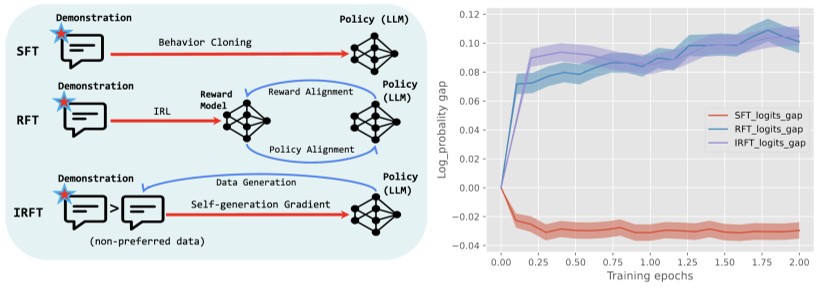 Demonstration
Policy (LLM)
SFT
Behavior Cloning
Demonstration
Policy
(LLM)
Reward
Model
Reward Alignment
RFT
IRL
Policy Alignment
Demonstration
Policy
(LLM)
Data Generation
IRFT
>
Self-generation Gradient
(non-preferred data)
Log_probality gap
0.12
0.10
0.08
0.06
0.04
0.02
0.00
−0.02
−0.04
SFT_logits_gap
RFT_logits_gap
IRFT_logits_gap
0.00 0.25 0.50 0.75 1.00 1.25 1.50 1.75 2.00
Training epochs